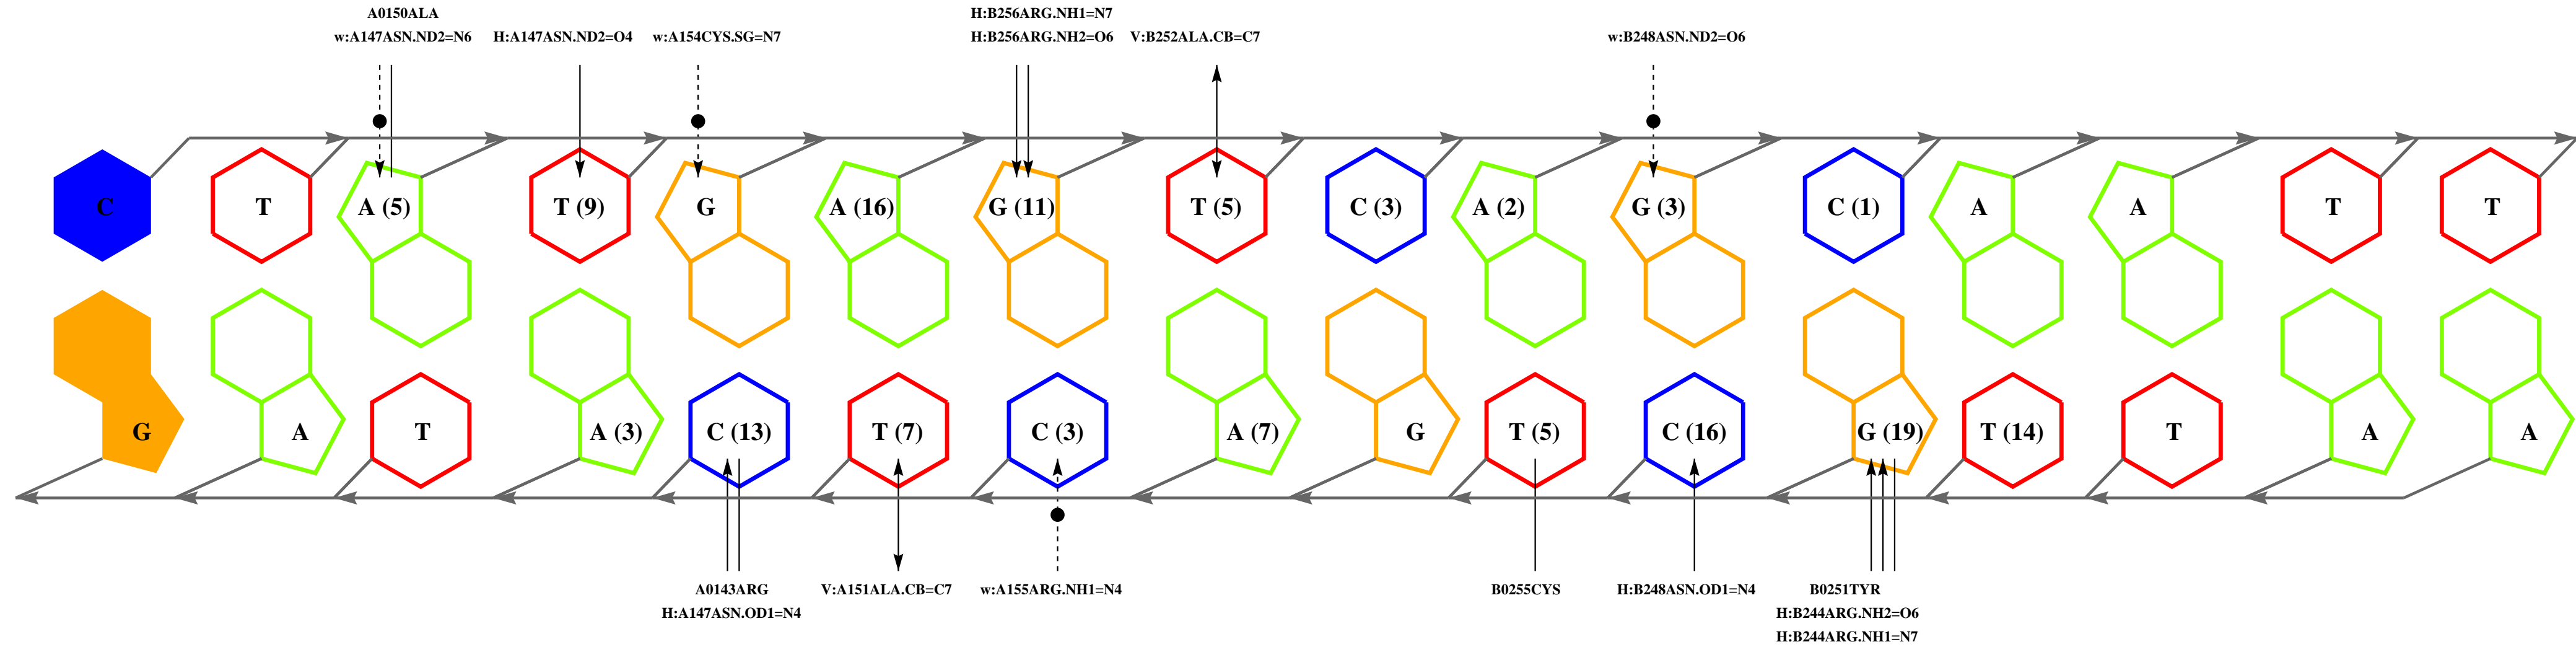 A0150ALA
H:B256ARG.NH1=N7
w:A147ASN.ND2=N6 H:A147ASN.ND2=O4 w:A154CYS.SG=N7 H:B256ARG.NH2=O6 V:B252ALA.CB=C7 w:B248ASN.ND2=O6
C T A (5) T (9) G A (16) G (11) T (5) C (3) A (2) G (3) C (1) A A T T
G A T A (3) C (13) T (7) C (3) A (7) G T (5) C (16) G (19) T (14) T A A
A0143ARG V:A151ALA.CB=C7 w:A155ARG.NH1=N4 B0255CYS H:B248ASN.OD1=N4 B0251TYR
H:A147ASN.OD1=N4 H:B244ARG.NH2=O6
H:B244ARG.NH1=N7